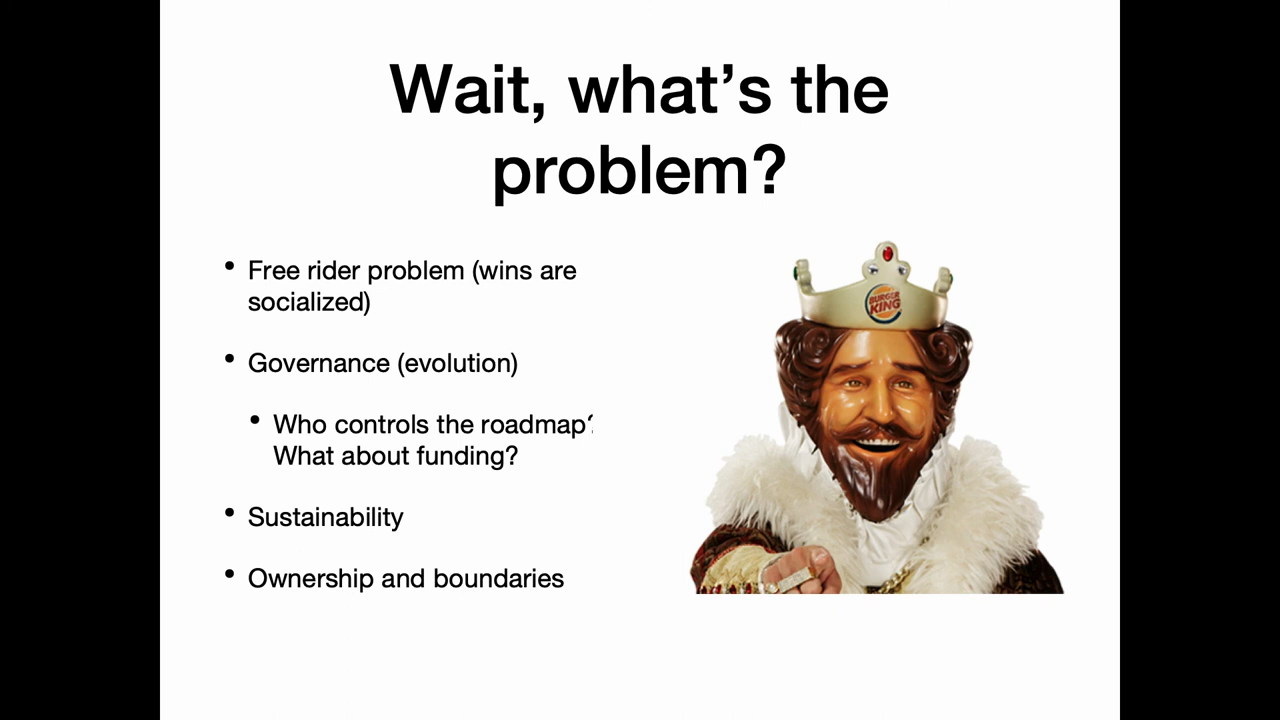 Wait, what’s the
problem?
• Free rider problem (wins are
socialized)
• Governance (evolution)
• Who controls the roadmap?
What about funding?
• Sustainability
• Ownership and boundaries
BURGER
KING